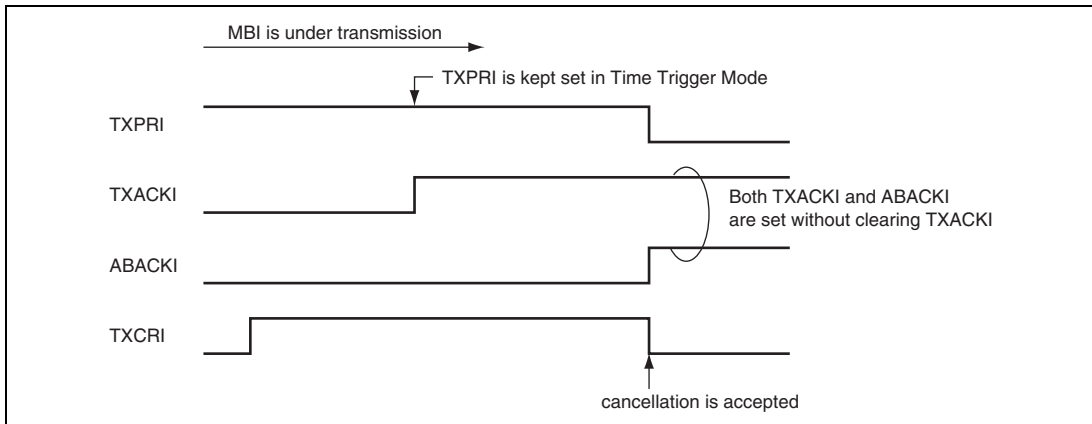 MBI is under transmission
TXPRI is kept set in Time Trigger Mode
TXPRI
TXACKI
Both TXACKI and ABACKI
are set without clearing TXACKI
ABACKI
TXCRI
cancellation is accepted